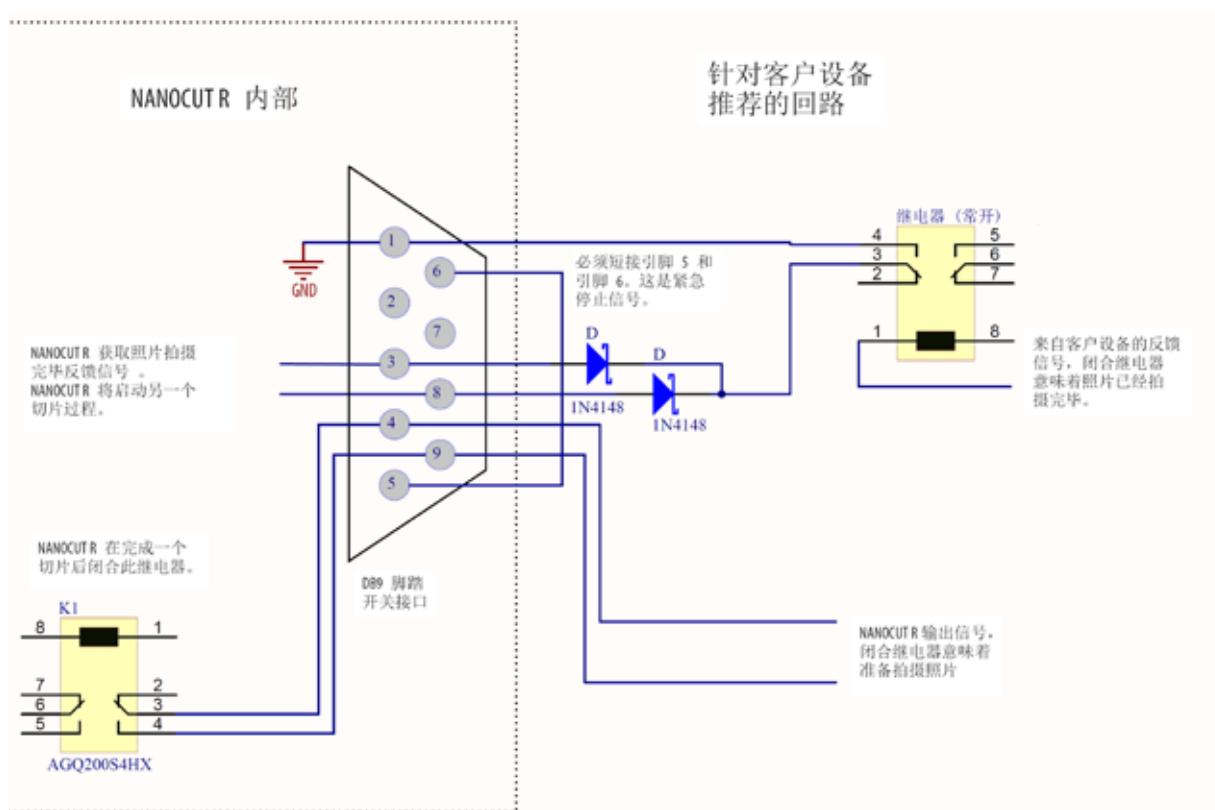 NANOCUT R 内部
针对客户设备
推荐的回路
继电器 (常开)
4
5
3
6
2
7
1
8
1
6
2
7
3
8
4
9
5
GND
必须短接引脚 5 和
引脚 6。这是紧急
停止信号。
D
D
1N4148
1N4148
NANOCUT R 获取照片拍摄
完毕反馈信号 。
NANOCUT R 将启动另一个
切片过程。
来自客户设备的反馈
信号，闭合继电器
意味着照片已经拍
摄完毕。
NANOCUT R 在完成一个
切片后闭合此继电器。
DB9 脚踏
开关接口
K1
8
1
7
2
6
3
5
4
AGQ200S4HX
NANOCUT R 输出信号，
闭合继电器意味着
准备拍摄照片